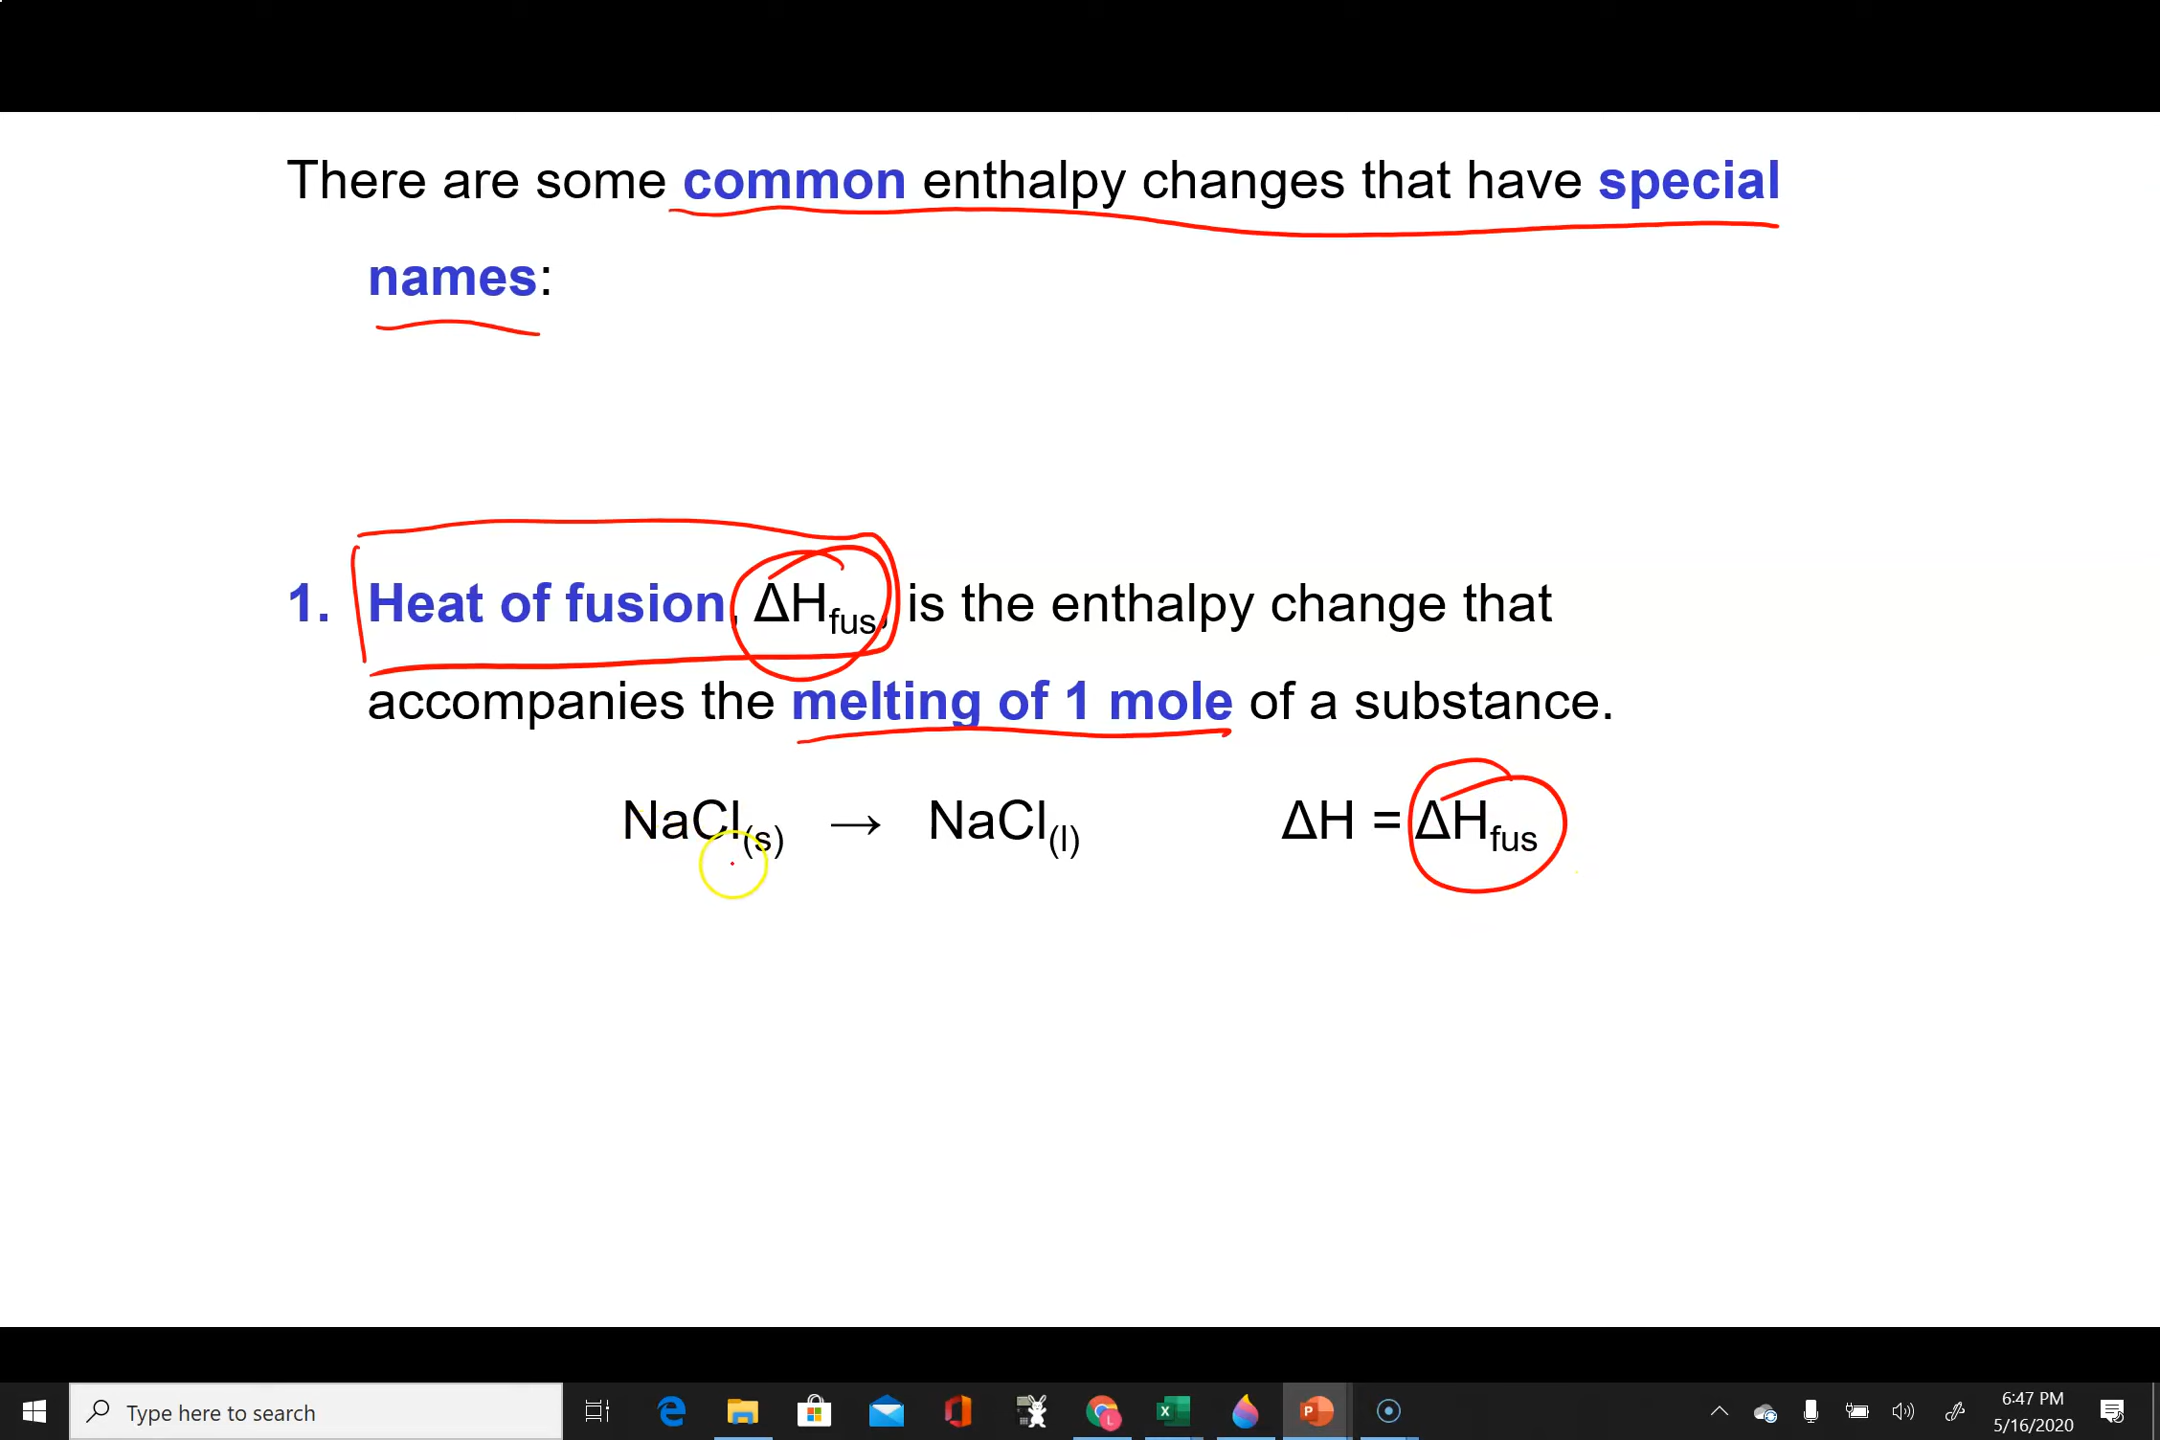 There are some common enthalpy changes that have special
names:
1. Heat of fusion, ΔHfus, is the enthalpy change that
accompanies the melting of 1 mole of a substance.
NaCl(s) → NaCl(l) ΔH = ΔHfus
Type here to search
6:47 PM
5/16/2020